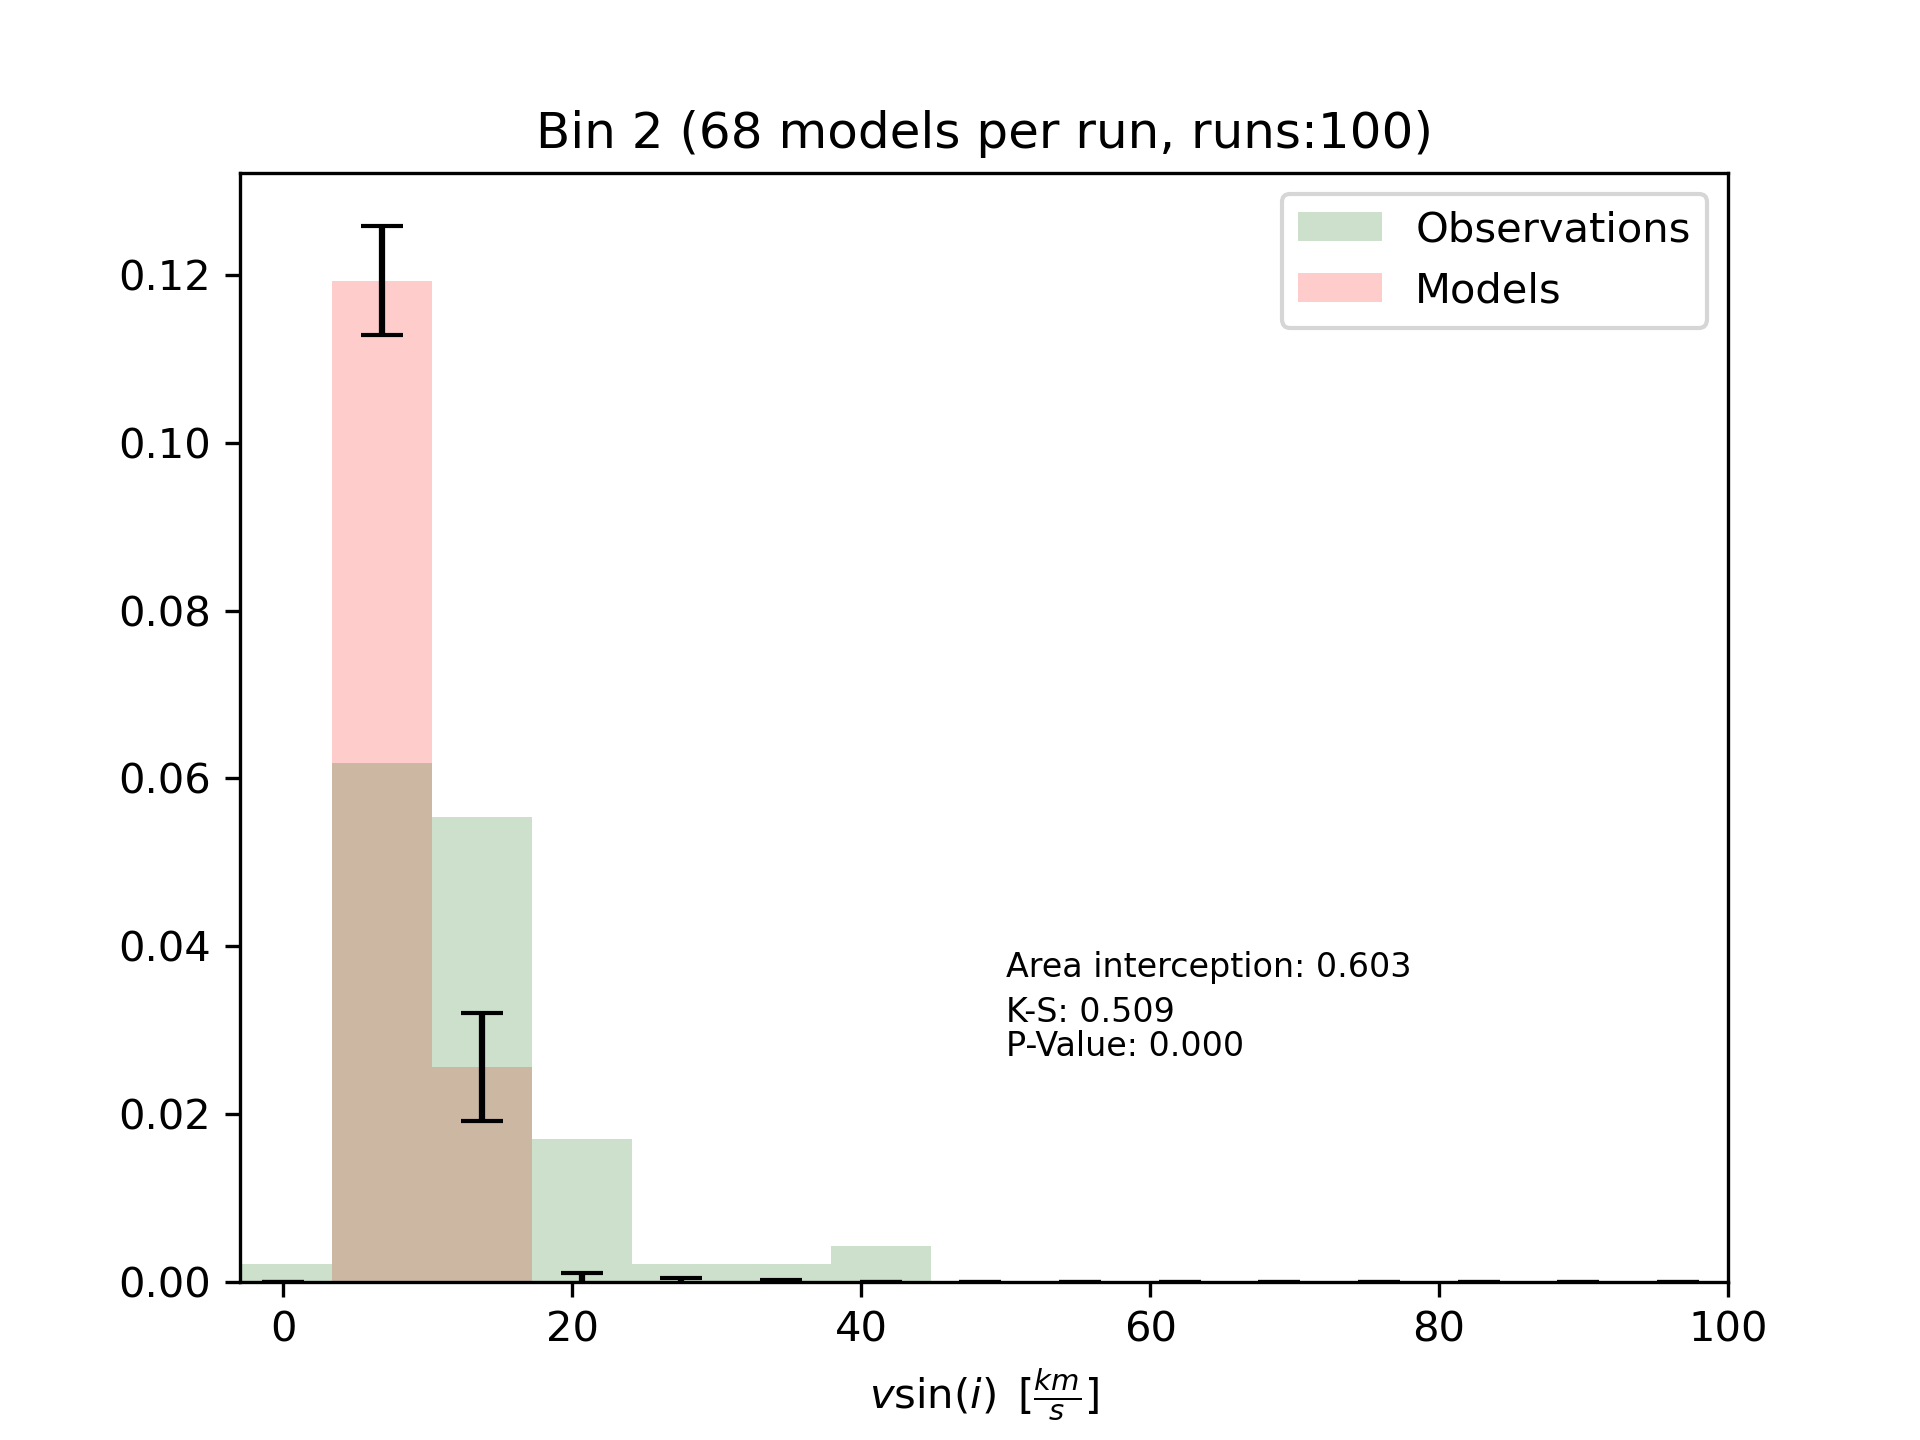 Bin 2 (68 models per run, runs:100)
Observations
Models
0.12
0.10
0.08
0.06
0.04
0.02
0.00
Area interception: 0.603
K-S: 0.509
P-Value: 0.000
0 20 40 60 80 100
vsin(i) [km/s]